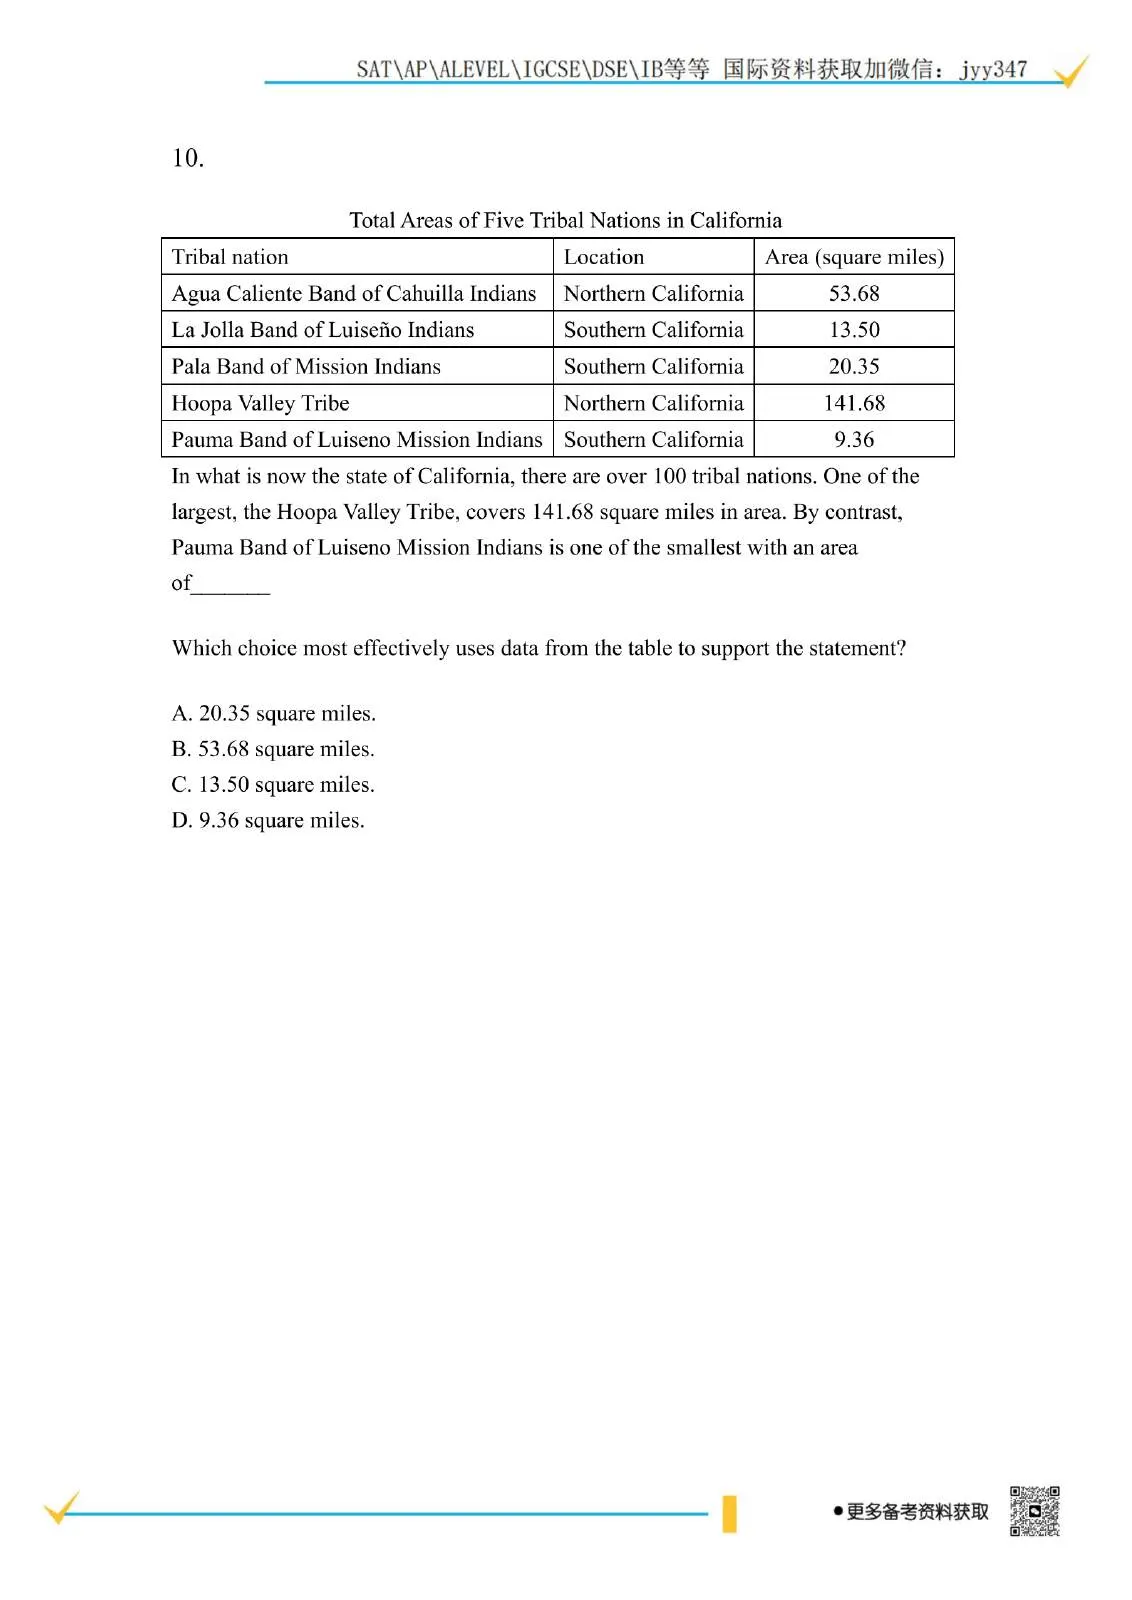 SAT\AP\ALEVEL\IGCSE\DSE\IB等等 国际资料获取加微信：jyy347
10.
Total Areas of Five Tribal Nations in California
Tribal nation Location Area (square miles)
Agua Caliente Band of Cahuilla Indians Northern California 53.68
La Jolla Band of Luiseño Indians Southern California 13.50
Pala Band of Mission Indians Southern California 20.35
Hoopa Valley Tribe Northern California 141.68
Pauma Band of Luiseno Mission Indians Southern California 9.36
In what is now the state of California, there are over 100 tribal nations. One of the
largest, the Hoopa Valley Tribe, covers 141.68 square miles in area. By contrast,
Pauma Band of Luiseno Mission Indians is one of the smallest with an area
of_______
Which choice most effectively uses data from the table to support the statement?
A. 20.35 square miles.
B. 53.68 square miles.
C. 13.50 square miles.
D. 9.36 square miles.
●更多备考资料获取